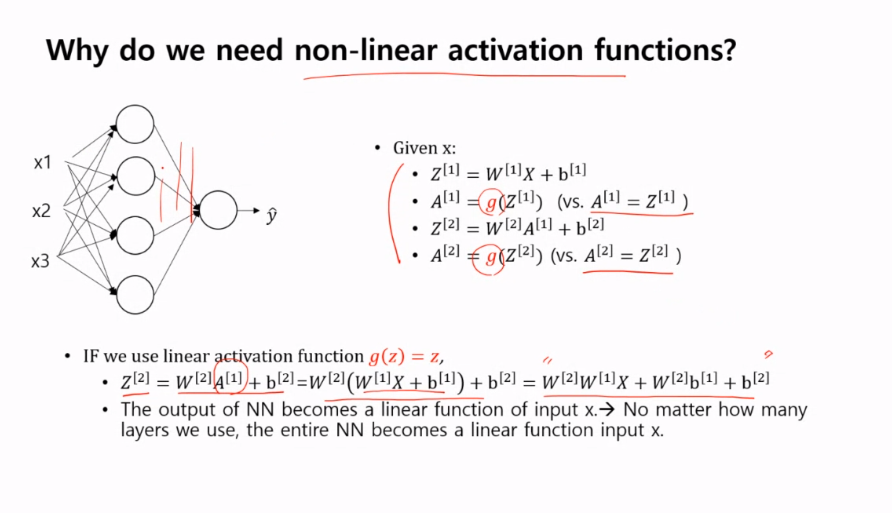 Why do we need non-linear activation functions?
x1
x2
x3
ŷ
• Given x:
• Z[1] = W[1]X + b[1]
• A[1] = g(Z[1]) (vs. A[1] = Z[1] )
• Z[2] = W[2]A[1] + b[2]
• A[2] = g(Z[2]) (vs. A[2] = Z[2] )
• IF we use linear activation function g(z) = z,
• Z[2] = W[2]A[1] + b[2]=W[2](W[1]X + b[1]) + b[2] = W[2]W[1]X + W[2]b[1] + b[2]
• The output of NN becomes a linear function of input x.→ No matter how many
layers we use, the entire NN becomes a linear function input x.